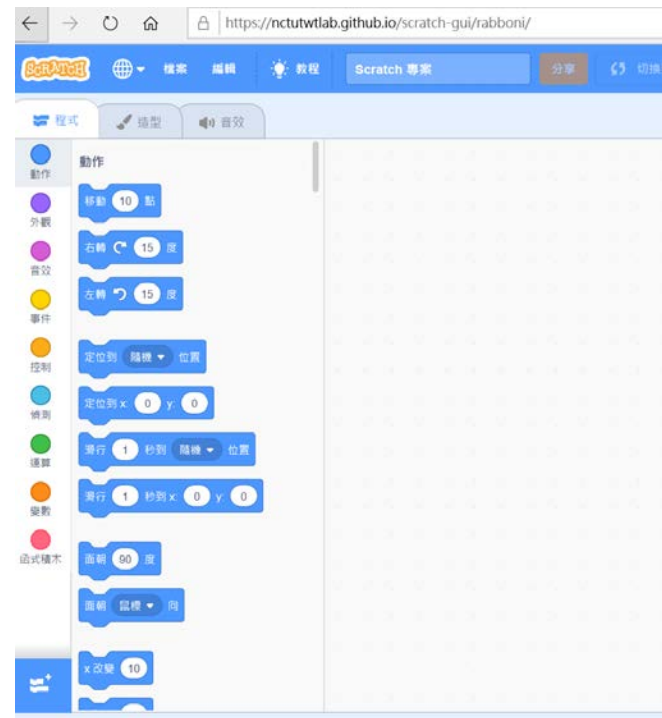 https://nctutwtlab.github.io/scratch-gui/rabboni/
SCRATCH 檔案 編輯 教程 Scratch 專案 分享 切換
程式 造型 音效
動作
外觀
音效
事件
控制
偵測
運算
變數
函式積木
動作
移動 10 點
右轉 15 度
左轉 15 度
定位到 隨機 位置
定位到 x: 0 y: 0
滑行 1 秒到 隨機 位置
滑行 1 秒到 x: 0 y: 0
面朝 90 度
面朝 鼠標 向
x 改變 10